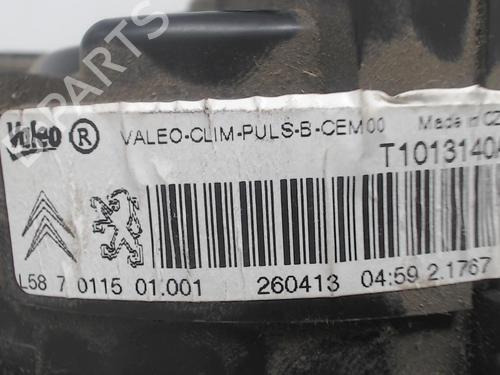 B-PARTS
Valeo ® VALEO-CLIM-PULS-B-CEM00 Made in CZ
T1013140
L58 7 0115 01.001 260413 04:59 2.1767